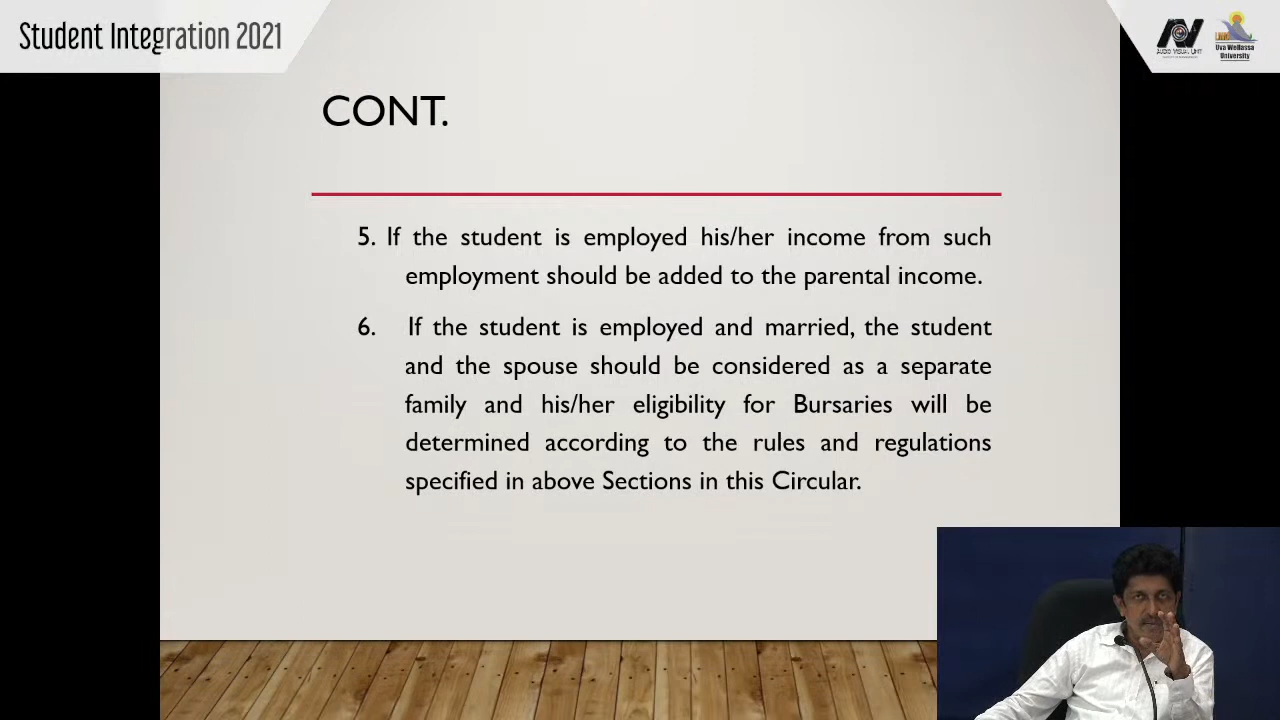 Student Integration 2021
AUDIO VISUAL UNIT
Uva Wellassa
University
CONT.
5. If the student is employed his/her income from such
employment should be added to the parental income.
6. If the student is employed and married, the student
and the spouse should be considered as a separate
family and his/her eligibility for Bursaries will be
determined according to the rules and regulations
specified in above Sections in this Circular.